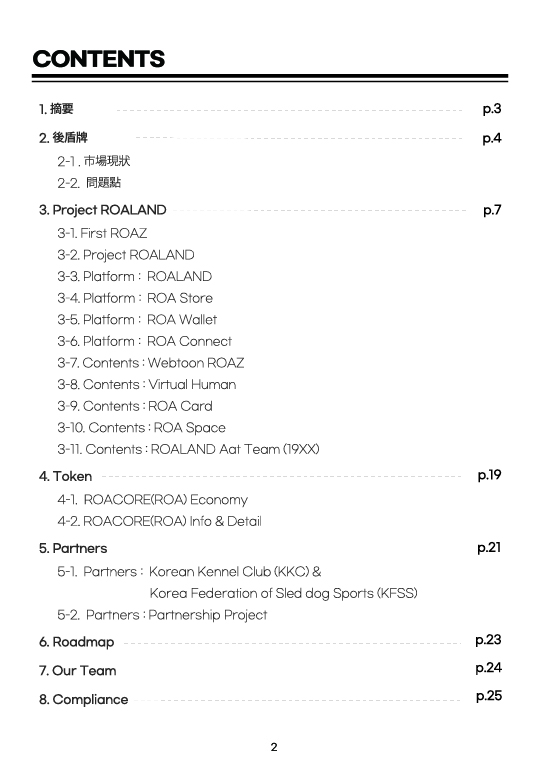 CONTENTS
1. 摘要 p.3
2. 後盾牌 p.4
2-1 . 市場現狀
2-2. 問題點
3. Project ROALAND p.7
3-1. First ROAZ
3-2. Project ROALAND
3-3. Platform : ROALAND
3-4. Platform : ROA Store
3-5. Platform : ROA Wallet
3-6. Platform : ROA Connect
3-7. Contents : Webtoon ROAZ
3-8. Contents : Virtual Human
3-9. Contents : ROA Card
3-10. Contents : ROA Space
3-11. Contents : ROALAND Aat Team (19XX)
4. Token p.19
4-1. ROACORE(ROA) Economy
4-2. ROACORE(ROA) Info & Detail
5. Partners p.21
5-1. Partners : Korean Kennel Club (KKC) &
Korea Federation of Sled dog Sports (KFSS)
5-2. Partners : Partnership Project
6. Roadmap p.23
7. Our Team p.24
8. Compliance p.25
2